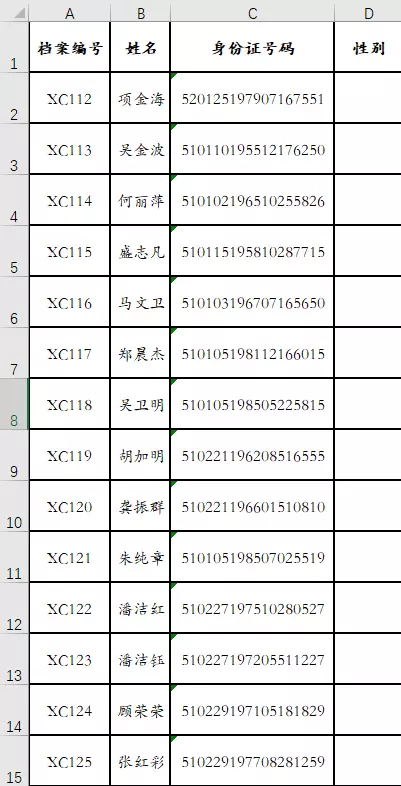 A B C D
1 档案编号 姓名 身份证号码 性别
2 XC112 项金海 520125197907167551
3 XC113 吴金波 510110195512176250
4 XC114 何丽萍 510102196510255826
5 XC115 盛志凡 510115195810287715
6 XC116 马文卫 510103196707165650
7 XC117 郑晨杰 510105198112166015
8 XC118 吴卫明 510105198505225815
9 XC119 胡加明 510221196208516555
10 XC120 龚振群 510221196601510810
11 XC121 朱纯章 510105198507025519
12 XC122 潘洁红 510227197510280527
13 XC123 潘洁钰 510227197205511227
14 XC124 顾荣荣 510229197105181829
15 XC125 张红彩 510229197708281259